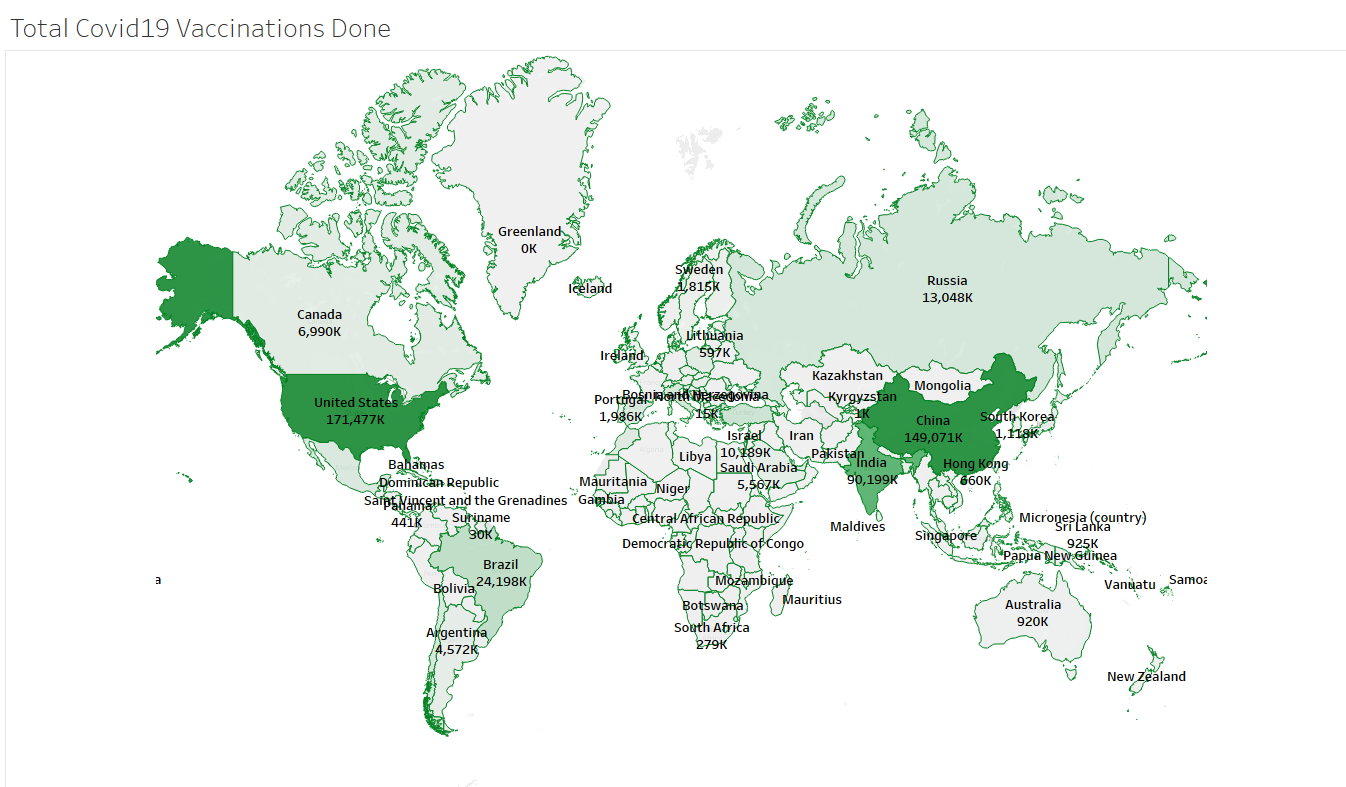 Total Covid19 Vaccinations Done
Greenland
0K
Iceland
Sweden
1,815K
Russia
13,048K
Canada
6,990K
Lithuania
597K
Ireland
Kazakhstan
Mongolia
Bosnia and Herzegovina
North Macedonia
15K
Portugal
1,986K
Kyrgyzstan
1K
United States
171,477K
China
149,071K
South Korea
1,118K
Israel
10,189K
Iran
Pakistan
Libya
Saudi Arabia
5,567K
India
90,199K
Hong Kong
660K
Bahamas
Dominican Republic
Mauritania
Niger
Gambia
Saint Vincent and the Grenadines
Panama
441K
Suriname
30K
Central African Republic
Maldives
Micronesia (country)
Sri Lanka
925K
Singapore
Democratic Republic of Congo
Papua New Guinea
Brazil
24,198K
Bolivia
Mozambique
Mauritius
Vanuatu
Samoa
a
Botswana
Australia
920K
South Africa
279K
Argentina
4,572K
New Zealand